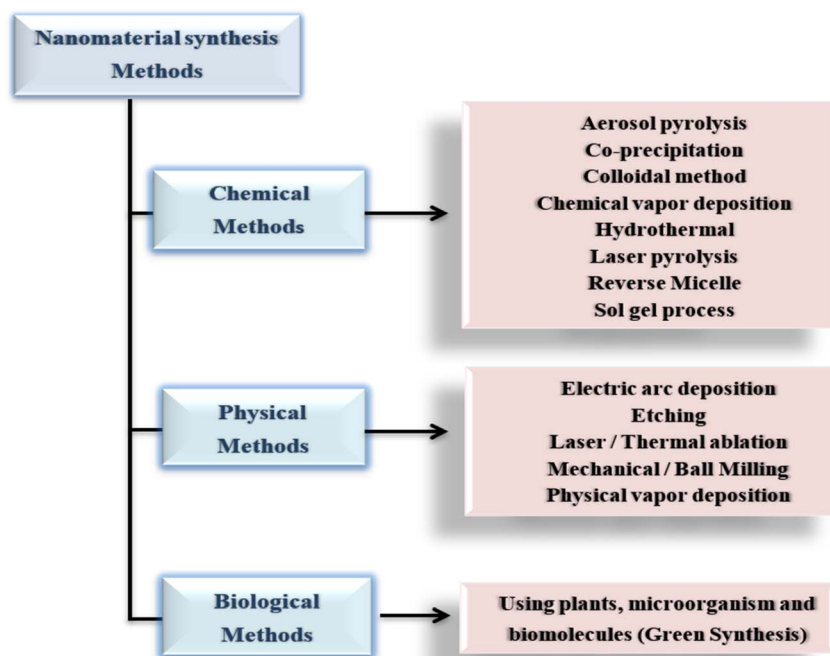 Nanomaterial synthesis
Methods
Chemical
Methods
Aerosol pyrolysis
Co-precipitation
Colloidal method
Chemical vapor deposition
Hydrothermal
Laser pyrolysis
Reverse Micelle
Sol gel process
Physical
Methods
Electric arc deposition
Etching
Laser / Thermal ablation
Mechanical / Ball Milling
Physical vapor deposition
Biological
Methods
Using plants, microorganism and
biomolecules (Green Synthesis)